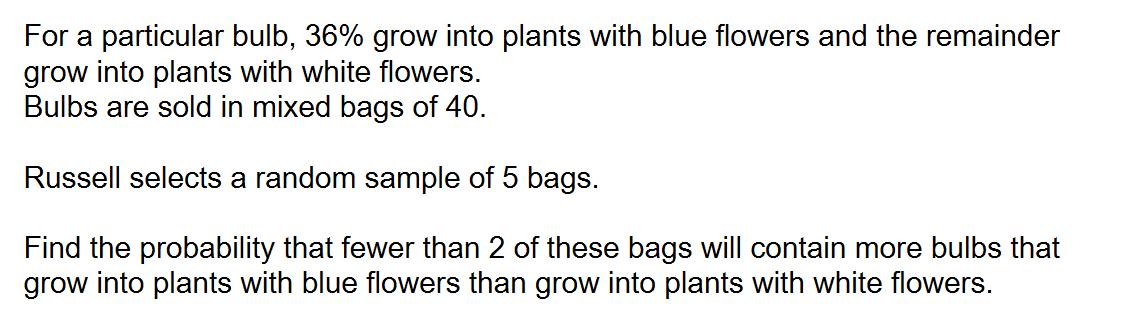 For a particular bulb, 36% grow into plants with blue flowers and the remainder
grow into plants with white flowers.
Bulbs are sold in mixed bags of 40.
Russell selects a random sample of 5 bags.
Find the probability that fewer than 2 of these bags will contain more bulbs that
grow into plants with blue flowers than grow into plants with white flowers.